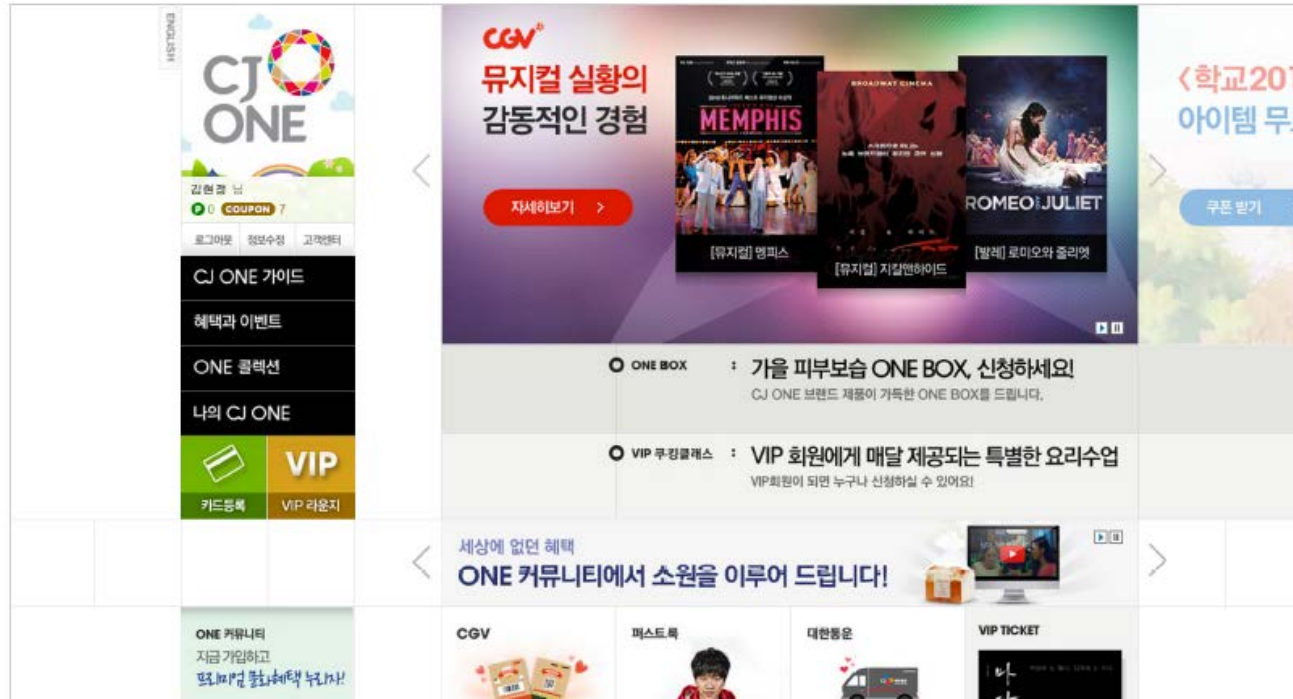 ENGLISH
CJ
ONE
김현정 님
P 0 COUPON 7
로그아웃 정보수정 고객센터
CJ ONE 가이드
혜택과 이벤트
ONE 콜렉션
나의 CJ ONE
VIP
카드등록 VIP 라운지
CGV
뮤지컬 실황의
감동적인 경험
자세히보기 >
MEMPHIS
[뮤지컬] 멤피스
BROADWAY CINEMA
[뮤지컬] 지킬앤하이드
ROMEO AND JULIET
[발레] 로미오와 줄리엣
<학교201
아이템 무
쿠폰 받기
ONE BOX : 가을 피부보습 ONE BOX, 신청하세요!
CJ ONE 브랜드 제품이 가득한 ONE BOX를 드립니다.
VIP 쿠킹클래스 : VIP 회원에게 매달 제공되는 특별한 요리수업
VIP회원이 되면 누구나 신청하실 수 있어요!
세상에 없던 혜택
ONE 커뮤니티에서 소원을 이루어 드립니다!
ONE 커뮤니티
지금 가입하고
프리미엄 문화혜택 누리자!
CGV
퍼스트룩
대한통운
VIP TICKET